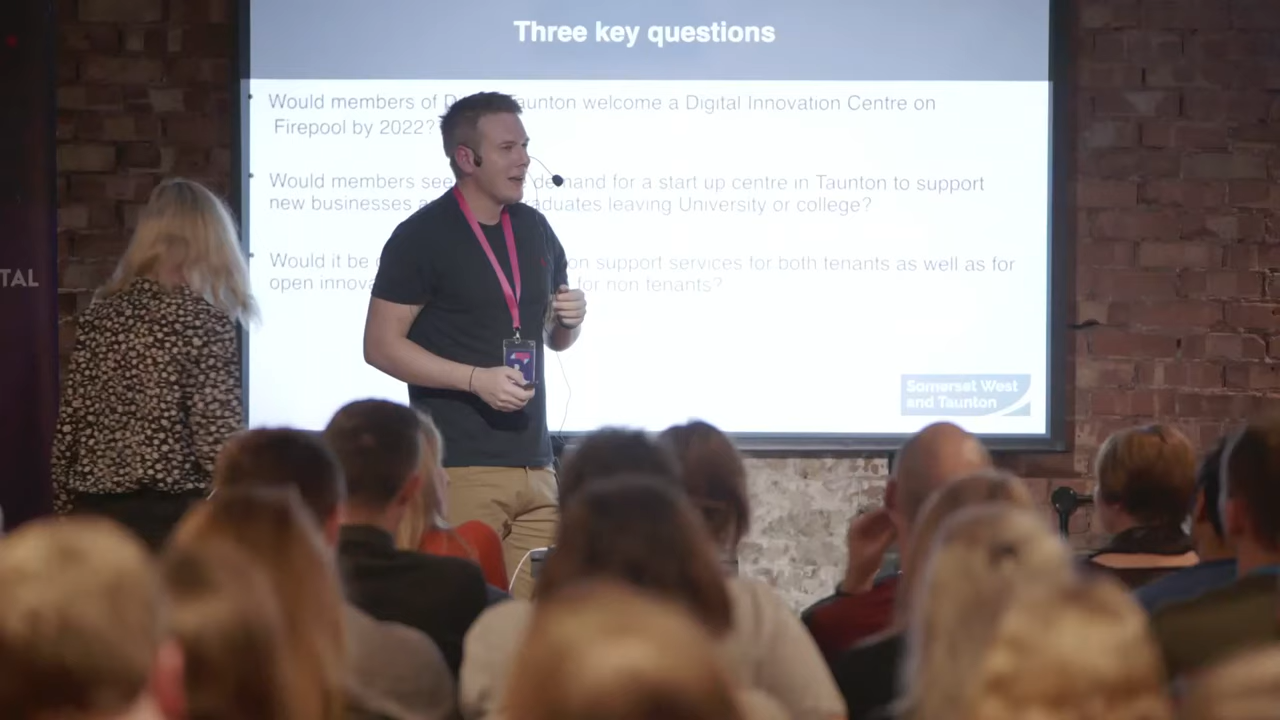 Three key questions
Would members of Taunton welcome a Digital Innovation Centre on
Firepool by 2022?
Would members see demand for a start up centre in Taunton to support
new businesses graduates leaving University or college?
Would it be on support services for both tenants as well as for
open for non tenants?
Somerset West
and Taunton
TAL